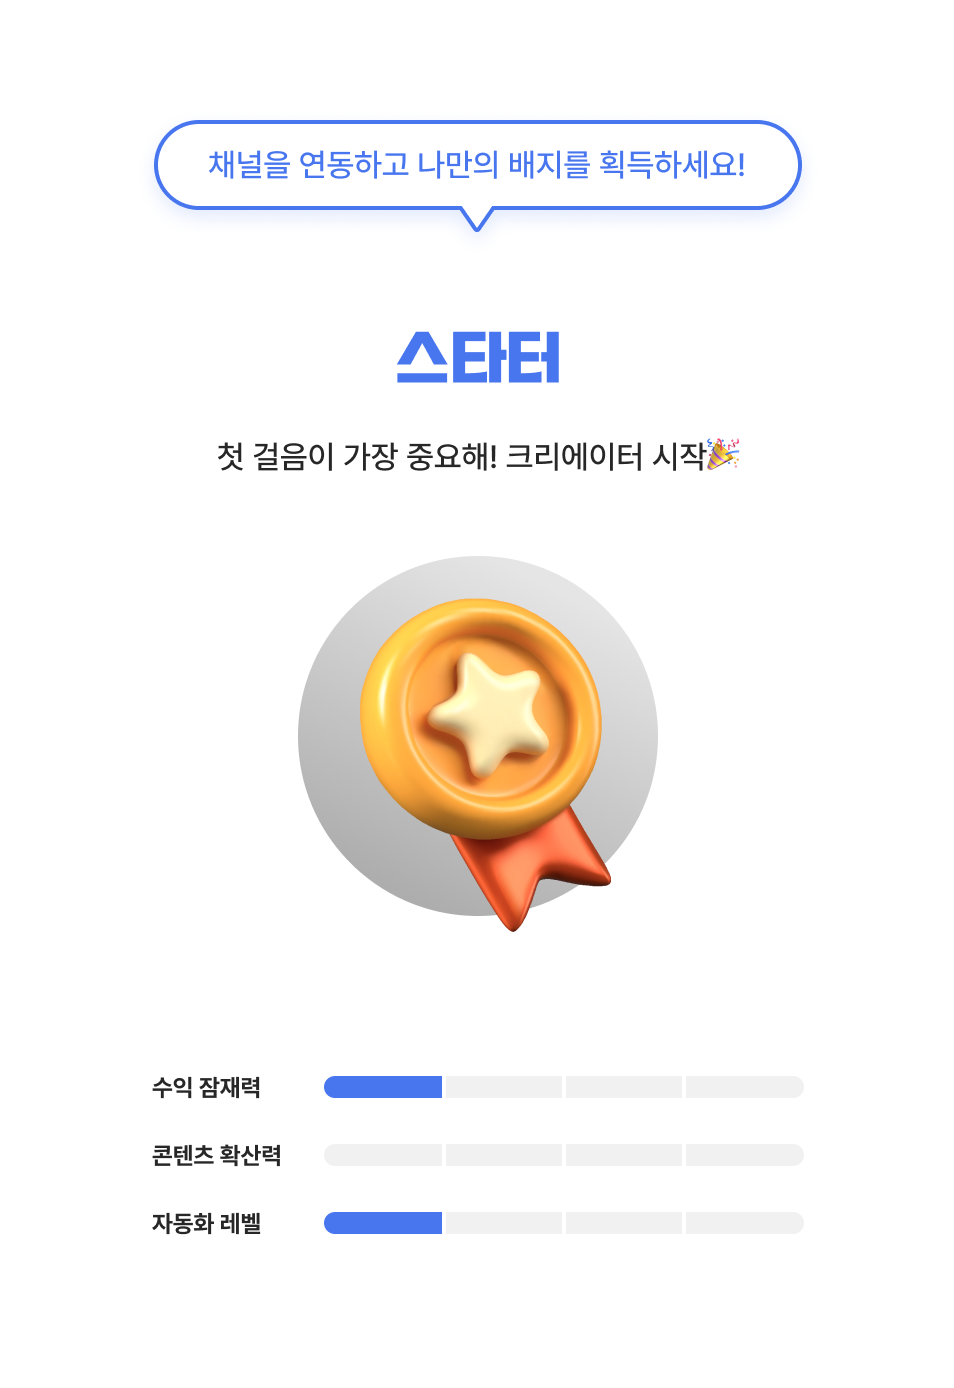 채널을 연동하고 나만의 배지를 획득하세요!
스타터
첫 걸음이 가장 중요해! 크리에이터 시작🎉
수익 잠재력
콘텐츠 확산력
자동화 레벨